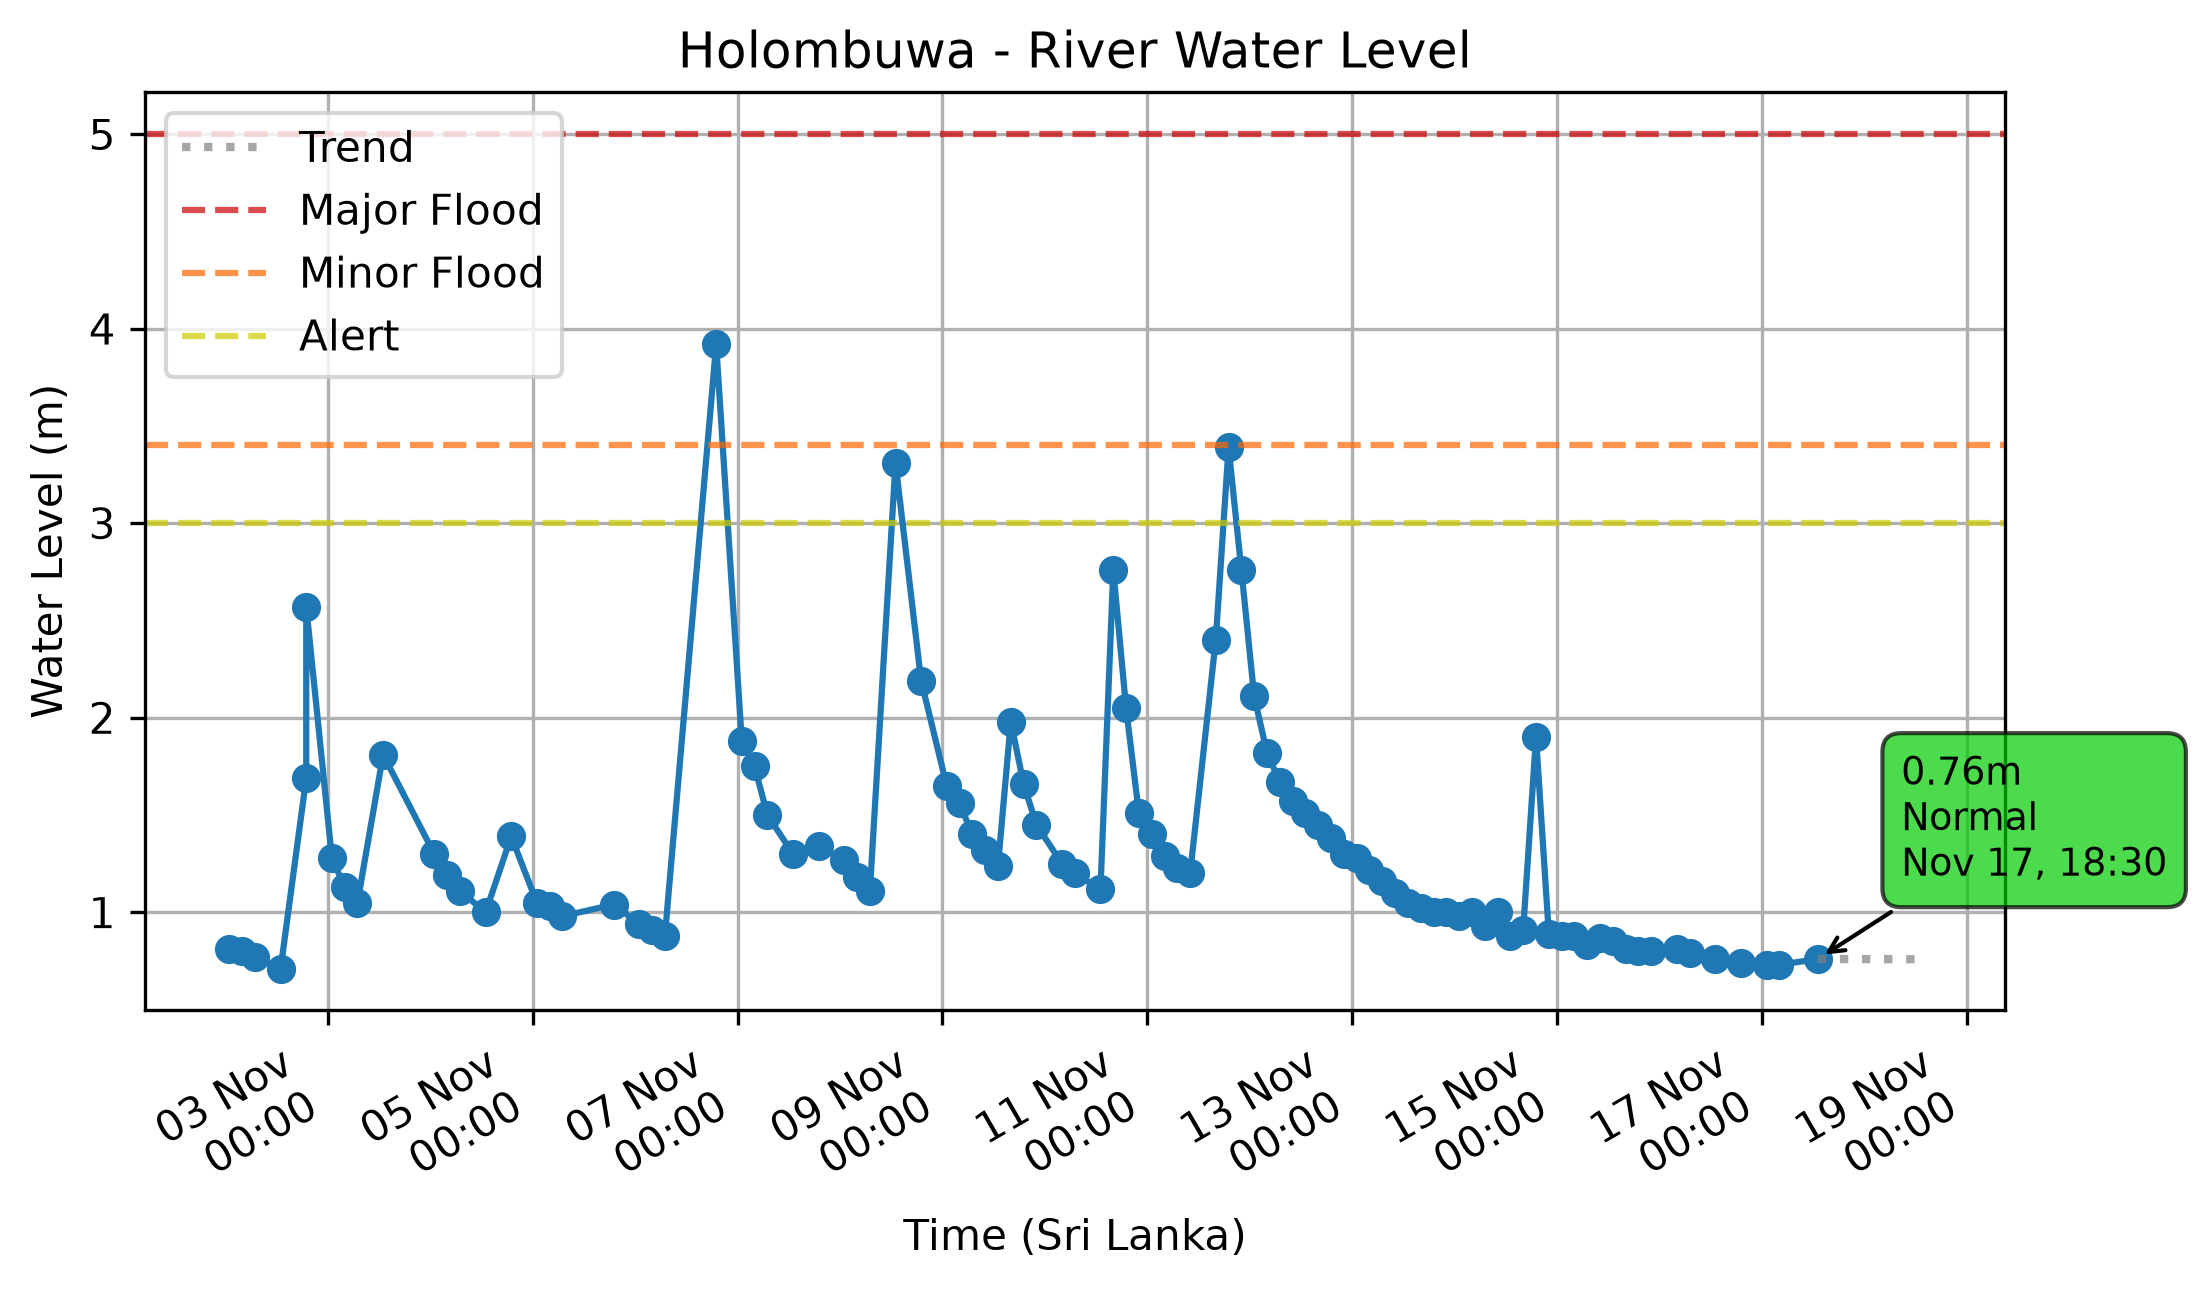 Holombuwa - River Water Level
Trend
Major Flood
Minor Flood
Alert
5
4
3
2
1
Water Level (m)
0.76m
Normal
Nov 17, 18:30
03 Nov
00:00
05 Nov
00:00
07 Nov
00:00
09 Nov
00:00
11 Nov
00:00
13 Nov
00:00
15 Nov
00:00
17 Nov
00:00
19 Nov
00:00
Time (Sri Lanka)